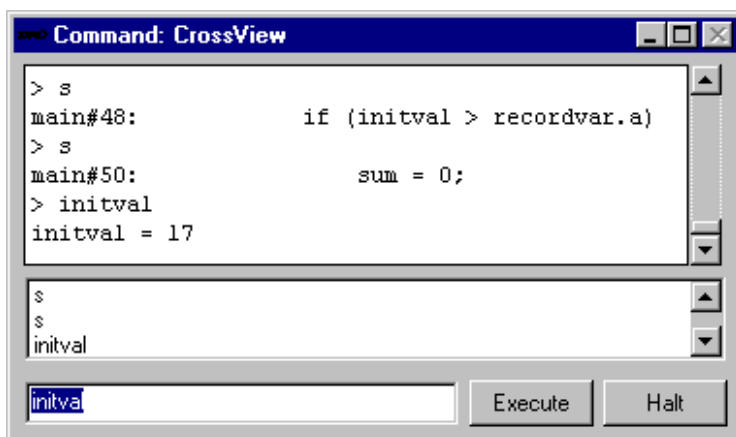 Command: CrossView
> s
main#48: if (initval > recordvar.a)
> s
main#50: sum = 0;
> initval
initval = 17
s
s
initval
initval
Execute
Halt